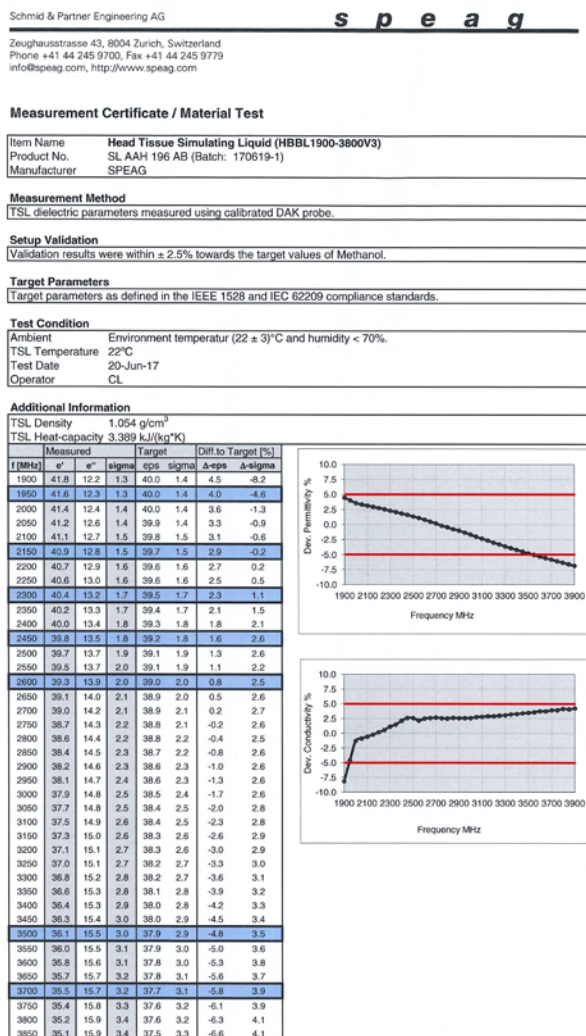 Schmid & Partner Engineering AG
s p e a g
Zeughausstrasse 43, 8004 Zurich, Switzerland
Phone +41 44 245 9700, Fax +41 44 245 9779
info@speag.com, http://www.speag.com
Measurement Certificate / Material Test
Item Name Head Tissue Simulating Liquid (HBBL1900-3800V3)
Product No. SL AAH 196 AB (Batch: 170619-1)
Manufacturer SPEAG
Measurement Method
TSL dielectric parameters measured using calibrated DAK probe.
Setup Validation
Validation results were within ± 2.5% towards the target values of Methanol.
Target Parameters
Target parameters as defined in the IEEE 1528 and IEC 62209 compliance standards.
Test Condition
Ambient Environment temperatur (22 ± 3)°C and humidity < 70%.
TSL Temperature 22°C
Test Date 20-Jun-17
Operator CL
Additional Information
TSL Density 1.054 g/cm³
TSL Heat-capacity 3.389 kJ/(kg*K)
Measured Target Diff.to Target [%]
f [MHz] e' e'' sigma eps sigma Δ-eps Δ-sigma
1900 41.8 12.2 1.3 40.0 1.4 4.5 -8.2
1950 41.6 12.3 1.3 40.0 1.4 4.0 -4.6
2000 41.4 12.4 1.4 40.0 1.4 3.6 -1.3
2050 41.2 12.6 1.4 39.9 1.4 3.3 -0.9
2100 41.1 12.7 1.5 39.8 1.5 3.1 -0.6
2150 40.9 12.8 1.5 39.7 1.5 2.9 -0.2
2200 40.7 12.9 1.6 39.6 1.6 2.7 0.2
2250 40.6 13.0 1.6 39.6 1.6 2.5 0.5
2300 40.4 13.2 1.7 39.5 1.7 2.3 1.1
2350 40.2 13.3 1.7 39.4 1.7 2.1 1.5
2400 40.0 13.4 1.8 39.3 1.8 1.8 2.1
2450 39.8 13.5 1.8 39.2 1.8 1.6 2.6
2500 39.7 13.7 1.9 39.1 1.9 1.3 2.6
2550 39.5 13.7 2.0 39.1 1.9 1.1 2.2
2600 39.3 13.9 2.0 39.0 2.0 0.8 2.5
2650 39.1 14.0 2.1 38.9 2.0 0.5 2.6
2700 39.0 14.2 2.1 38.9 2.1 0.2 2.7
2750 38.7 14.3 2.2 38.8 2.1 -0.2 2.6
2800 38.6 14.4 2.2 38.8 2.2 -0.4 2.5
2850 38.4 14.5 2.3 38.7 2.2 -0.8 2.6
2900 38.2 14.6 2.3 38.6 2.3 -1.0 2.6
2950 38.1 14.7 2.4 38.6 2.3 -1.3 2.6
3000 37.9 14.8 2.5 38.5 2.4 -1.7 2.6
3050 37.7 14.8 2.5 38.4 2.5 -2.0 2.8
3100 37.5 14.9 2.6 38.4 2.5 -2.3 2.8
3150 37.3 15.0 2.6 38.3 2.6 -2.6 2.9
3200 37.1 15.1 2.7 38.3 2.6 -3.0 2.9
3250 37.0 15.1 2.7 38.2 2.7 -3.3 3.0
3300 36.8 15.2 2.8 38.2 2.7 -3.6 3.1
3350 36.6 15.3 2.8 38.1 2.8 -3.9 3.2
3400 36.4 15.3 2.9 38.0 2.8 -4.2 3.3
3450 36.3 15.4 3.0 38.0 2.9 -4.5 3.4
3500 36.1 15.5 3.0 37.9 2.9 -4.8 3.5
3550 36.0 15.5 3.1 37.9 3.0 -5.0 3.6
3600 35.8 15.6 3.1 37.8 3.0 -5.3 3.8
3650 35.7 15.7 3.2 37.8 3.1 -5.6 3.7
3700 35.5 15.7 3.2 37.7 3.1 -5.8 3.9
3750 35.4 15.8 3.3 37.6 3.2 -6.1 3.9
3800 35.2 15.9 3.4 37.6 3.2 -6.3 4.1
3850 35.1 15.9 3.4 37.5 3.3 -6.6 4.1
Dev. Permittivity %
10.0
7.5
5.0
2.5
0.0
-2.5
-5.0
-7.5
-10.0
1900 2100 2300 2500 2700 2900 3100 3300 3500 3700 3900
Frequency MHz
Dev. Conductivity %
10.0
7.5
5.0
2.5
0.0
-2.5
-5.0
-7.5
-10.0
1900 2100 2300 2500 2700 2900 3100 3300 3500 3700 3900
Frequency MHz